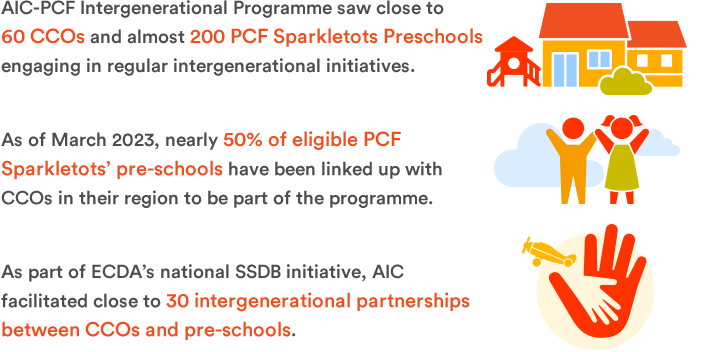 AIC-PCF Intergenerational Programme saw close to
60 CCOs and almost 200 PCF Sparkletots Preschools
engaging in regular intergenerational initiatives.
As of March 2023, nearly 50% of eligible PCF
Sparkletots’ pre-schools have been linked up with
CCOs in their region to be part of the programme.
As part of ECDA’s national SSDB initiative, AIC
facilitated close to 30 intergenerational partnerships
between CCOs and pre-schools.